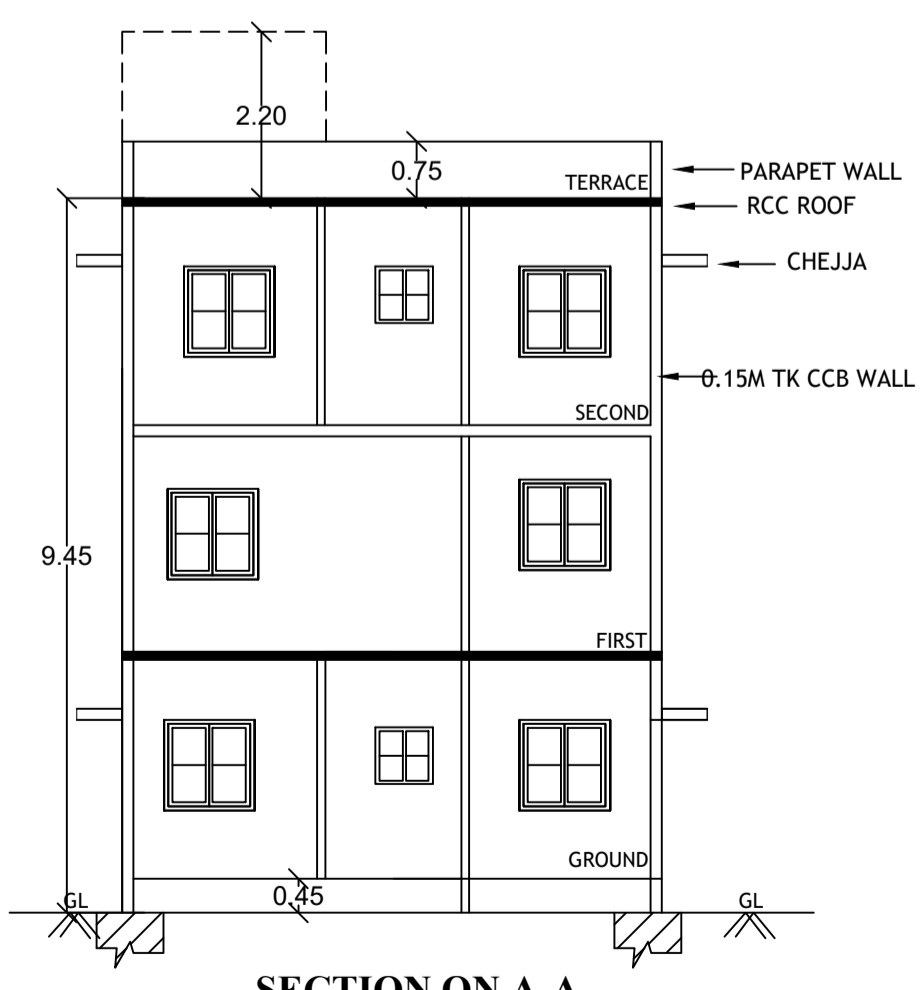 2.20
0.75
TERRACE
PARAPET WALL
RCC ROOF
CHEJJA
0.15M TK CCB WALL
SECOND
9.45
FIRST
GROUND
0.45
GL
GL
SECTION ON A-A